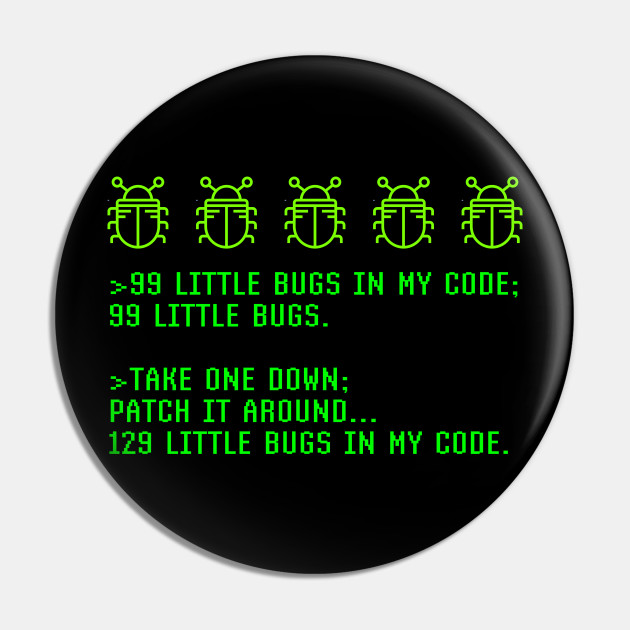 >99 LITTLE BUGS IN MY CODE;
99 LITTLE BUGS.
>TAKE ONE DOWN;
PATCH IT AROUND...
129 LITTLE BUGS IN MY CODE.